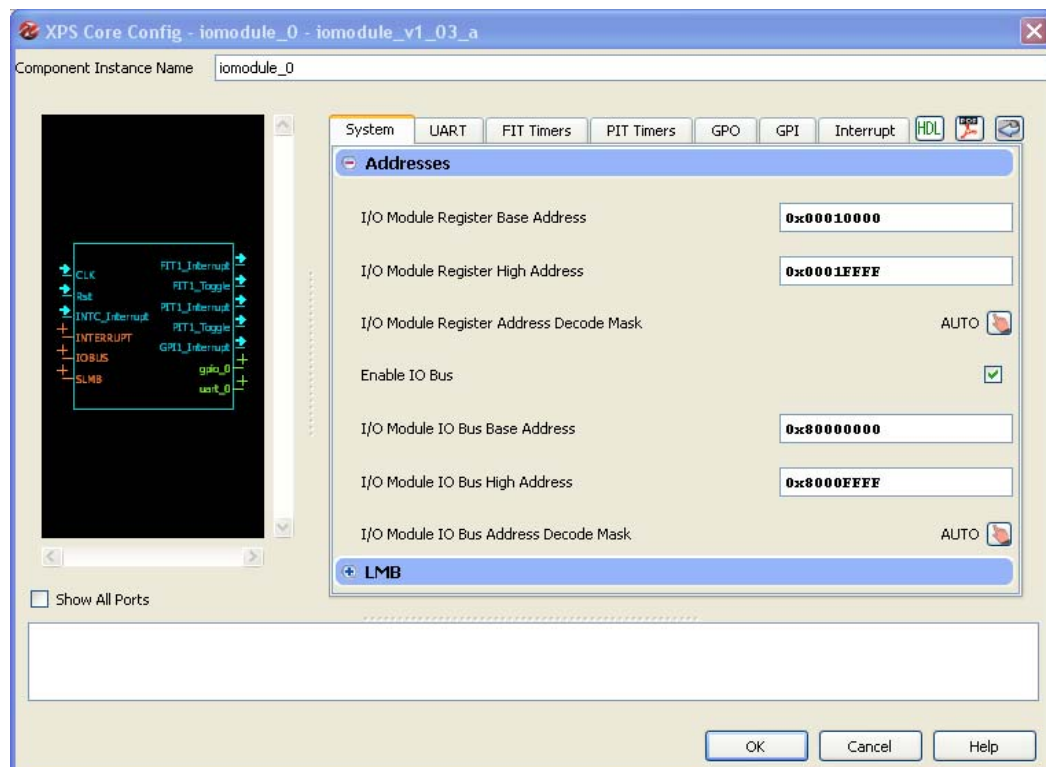 XPS Core Config - iomodule_0 - iomodule_v1_03_a
Component Instance Name iomodule_0
System UART FIT Timers PIT Timers GPO GPI Interrupt HDL PDF
Addresses
I/O Module Register Base Address 0x00010000
I/O Module Register High Address 0x0001FFFF
I/O Module Register Address Decode Mask AUTO
Enable IO Bus
I/O Module IO Bus Base Address 0x80000000
I/O Module IO Bus High Address 0x8000FFFF
I/O Module IO Bus Address Decode Mask AUTO
LMB
CLK
Rst
INTC_Interrupt
INTERRUPT
IOBUS
SLMB
FIT1_Interrupt
FIT1_Toggle
PIT1_Interrupt
PIT1_Toggle
GPI1_Interrupt
gpio_0
uart_0
Show All Ports
OK Cancel Help